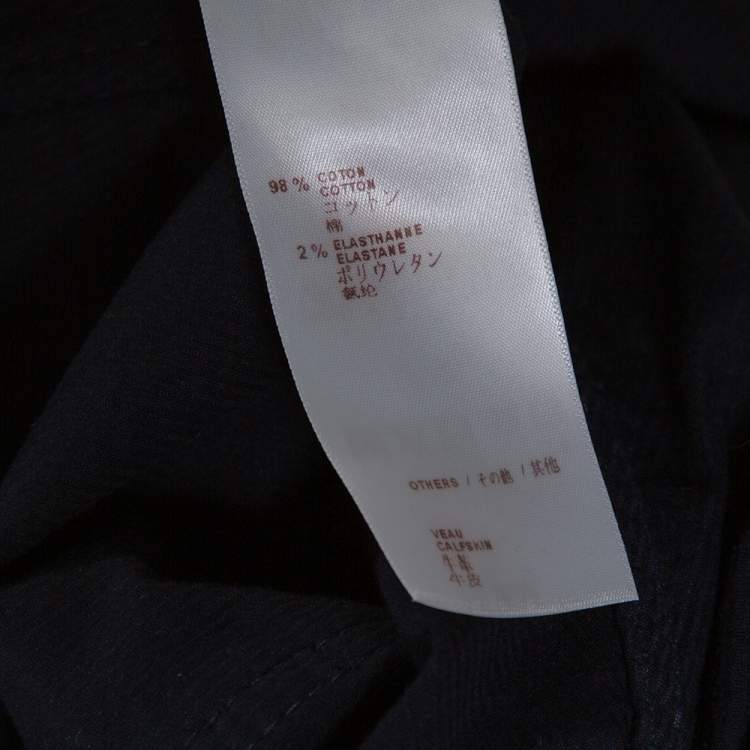 98 % COTON
COTTON
コットン
棉
2 % ELASTHANNE
ELASTANE
ポリウレタン
氨纶
OTHERS / その他 / 其他
VEAU
CALFSKIN
牛革
牛皮